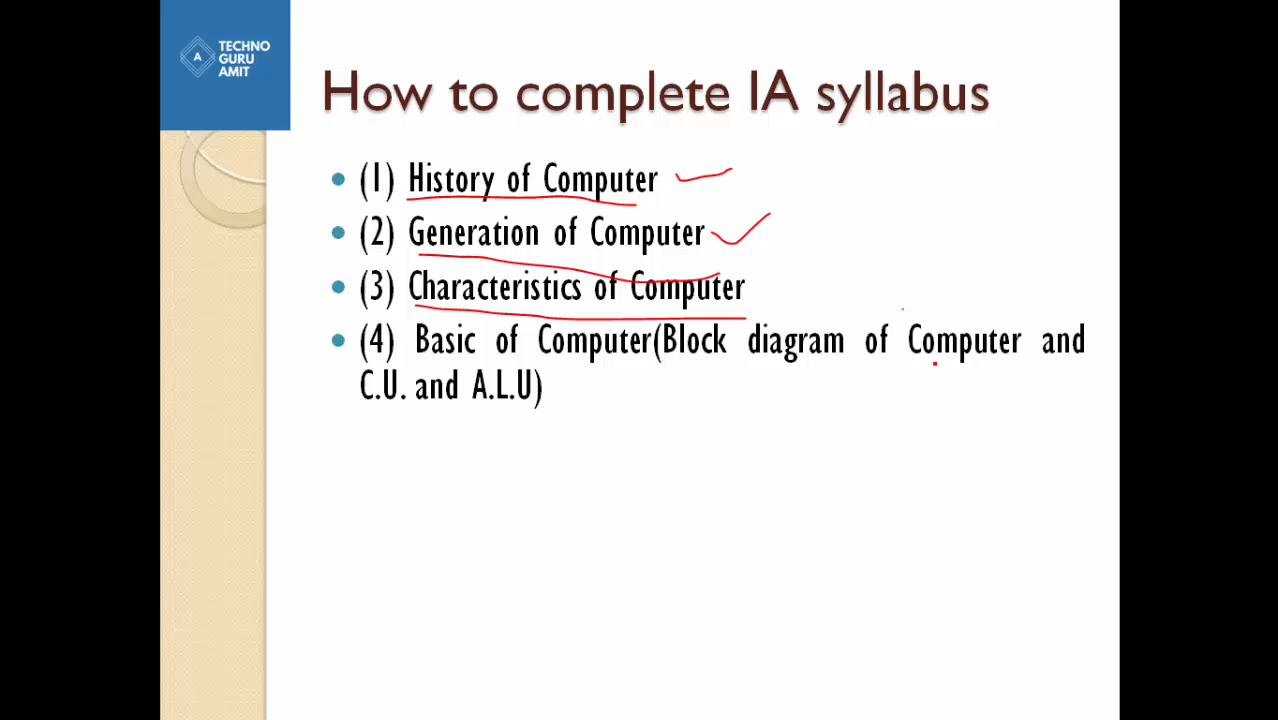 TECHNO
GURU
AMIT
A
How to complete IA syllabus
(1) History of Computer
(2) Generation of Computer
(3) Characteristics of Computer
(4) Basic of Computer(Block diagram of Computer and
C.U. and A.L.U)